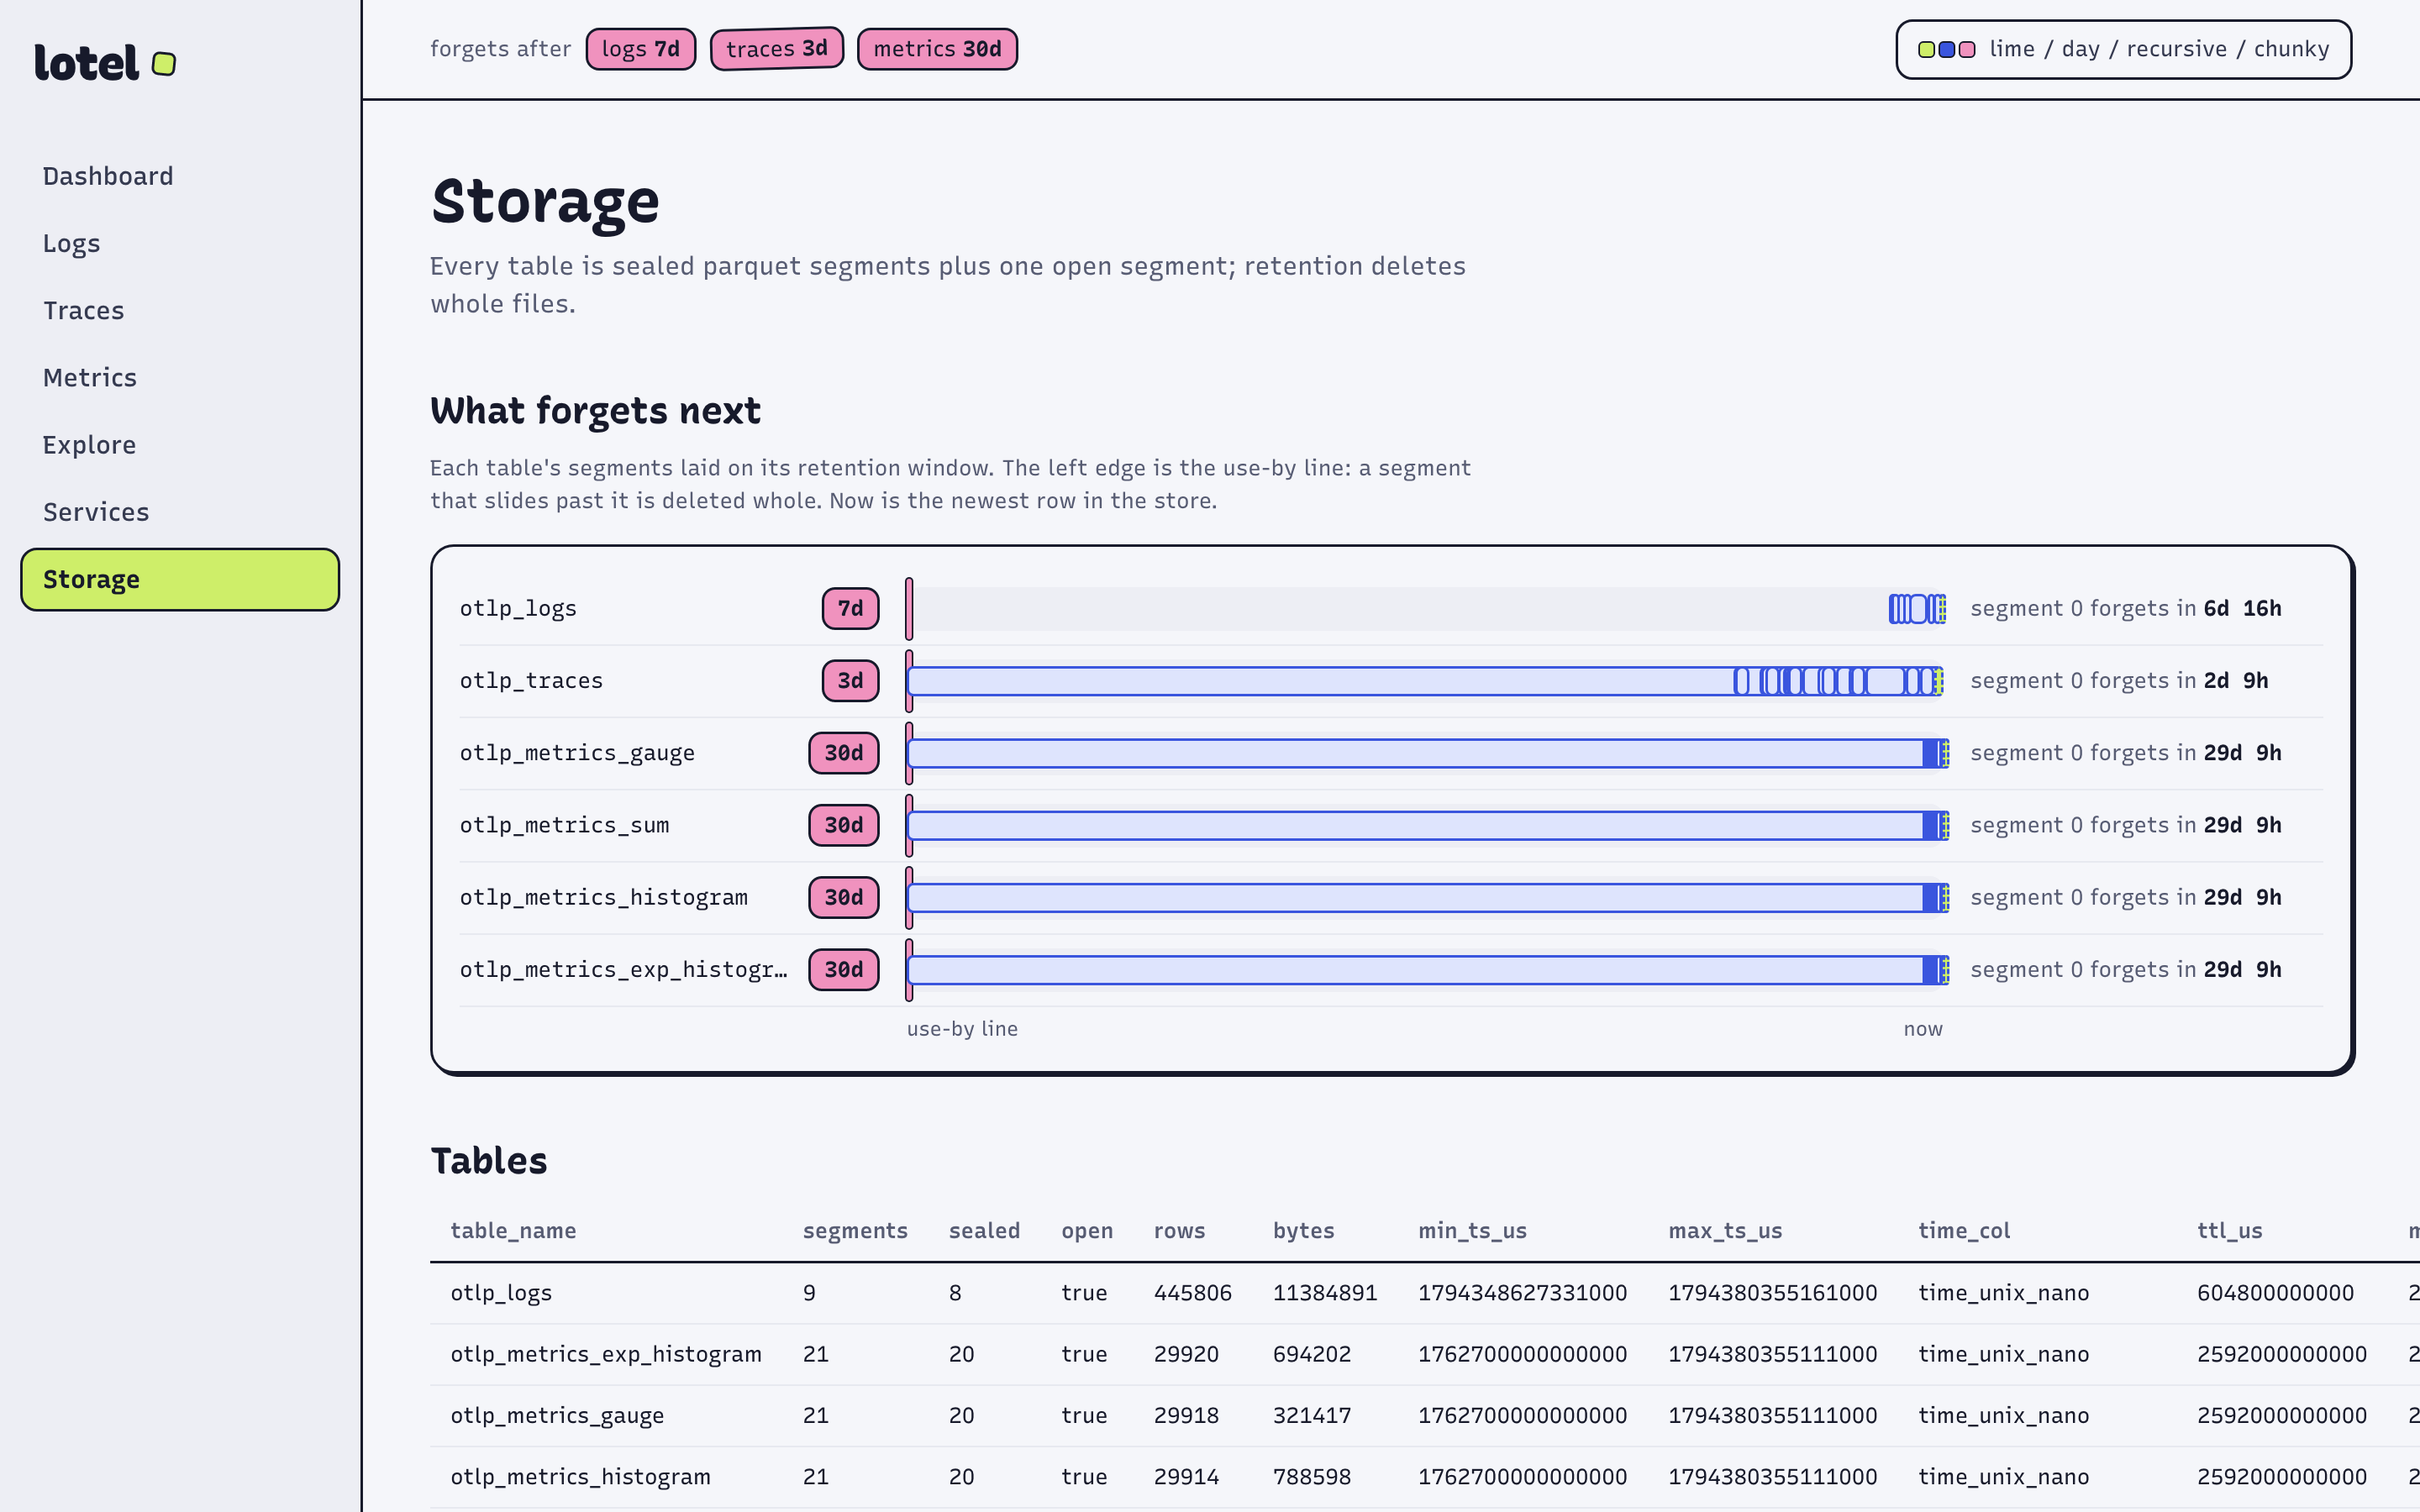 lotel
forgets after logs 7d traces 3d metrics 30d
lime / day / recursive / chunky
Dashboard
Logs
Traces
Metrics
Explore
Services
Storage
Storage
Every table is sealed parquet segments plus one open segment; retention deletes
whole files.
What forgets next
Each table's segments laid on its retention window. The left edge is the use-by line: a segment
that slides past it is deleted whole. Now is the newest row in the store.
otlp_logs 7d segment 0 forgets in 6d 16h
otlp_traces 3d segment 0 forgets in 2d 9h
otlp_metrics_gauge 30d segment 0 forgets in 29d 9h
otlp_metrics_sum 30d segment 0 forgets in 29d 9h
otlp_metrics_histogram 30d segment 0 forgets in 29d 9h
otlp_metrics_exp_histogr… 30d segment 0 forgets in 29d 9h
use-by line now
Tables
table_name segments sealed open rows bytes min_ts_us max_ts_us time_col ttl_us
otlp_logs 9 8 true 445806 11384891 1794348627331000 1794380355161000 time_unix_nano 604800000000 2
otlp_metrics_exp_histogram 21 20 true 29920 694202 1762700000000000 1794380355111000 time_unix_nano 2592000000000 2
otlp_metrics_gauge 21 20 true 29918 321417 1762700000000000 1794380355111000 time_unix_nano 2592000000000 2
otlp_metrics_histogram 21 20 true 29914 788598 1762700000000000 1794380355111000 time_unix_nano 2592000000000 2